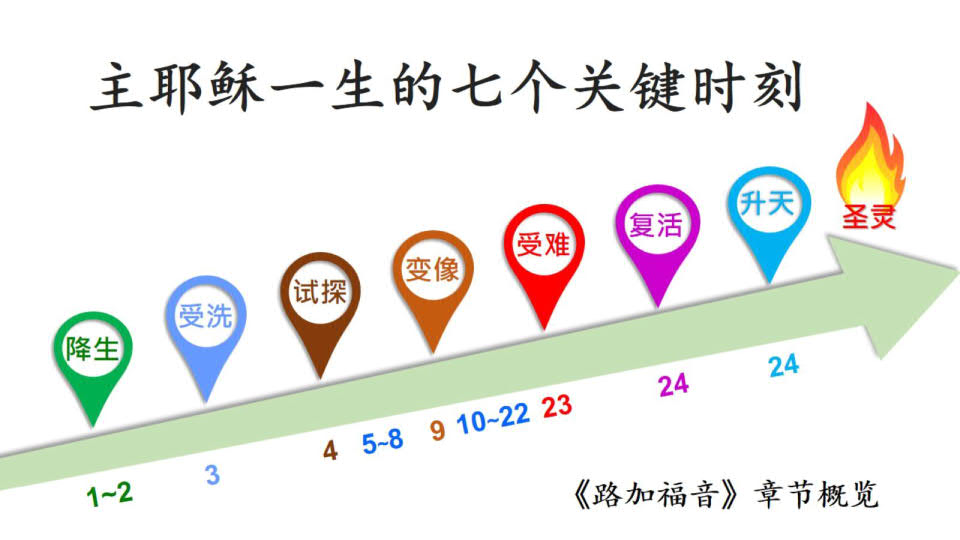 主耶稣一生的七个关键时刻
圣灵
升天
复活
受难
变像
试探
受洗
降生
24
24
23
10~22
9
5~8
4
3
1~2
《路加福音》章节概览